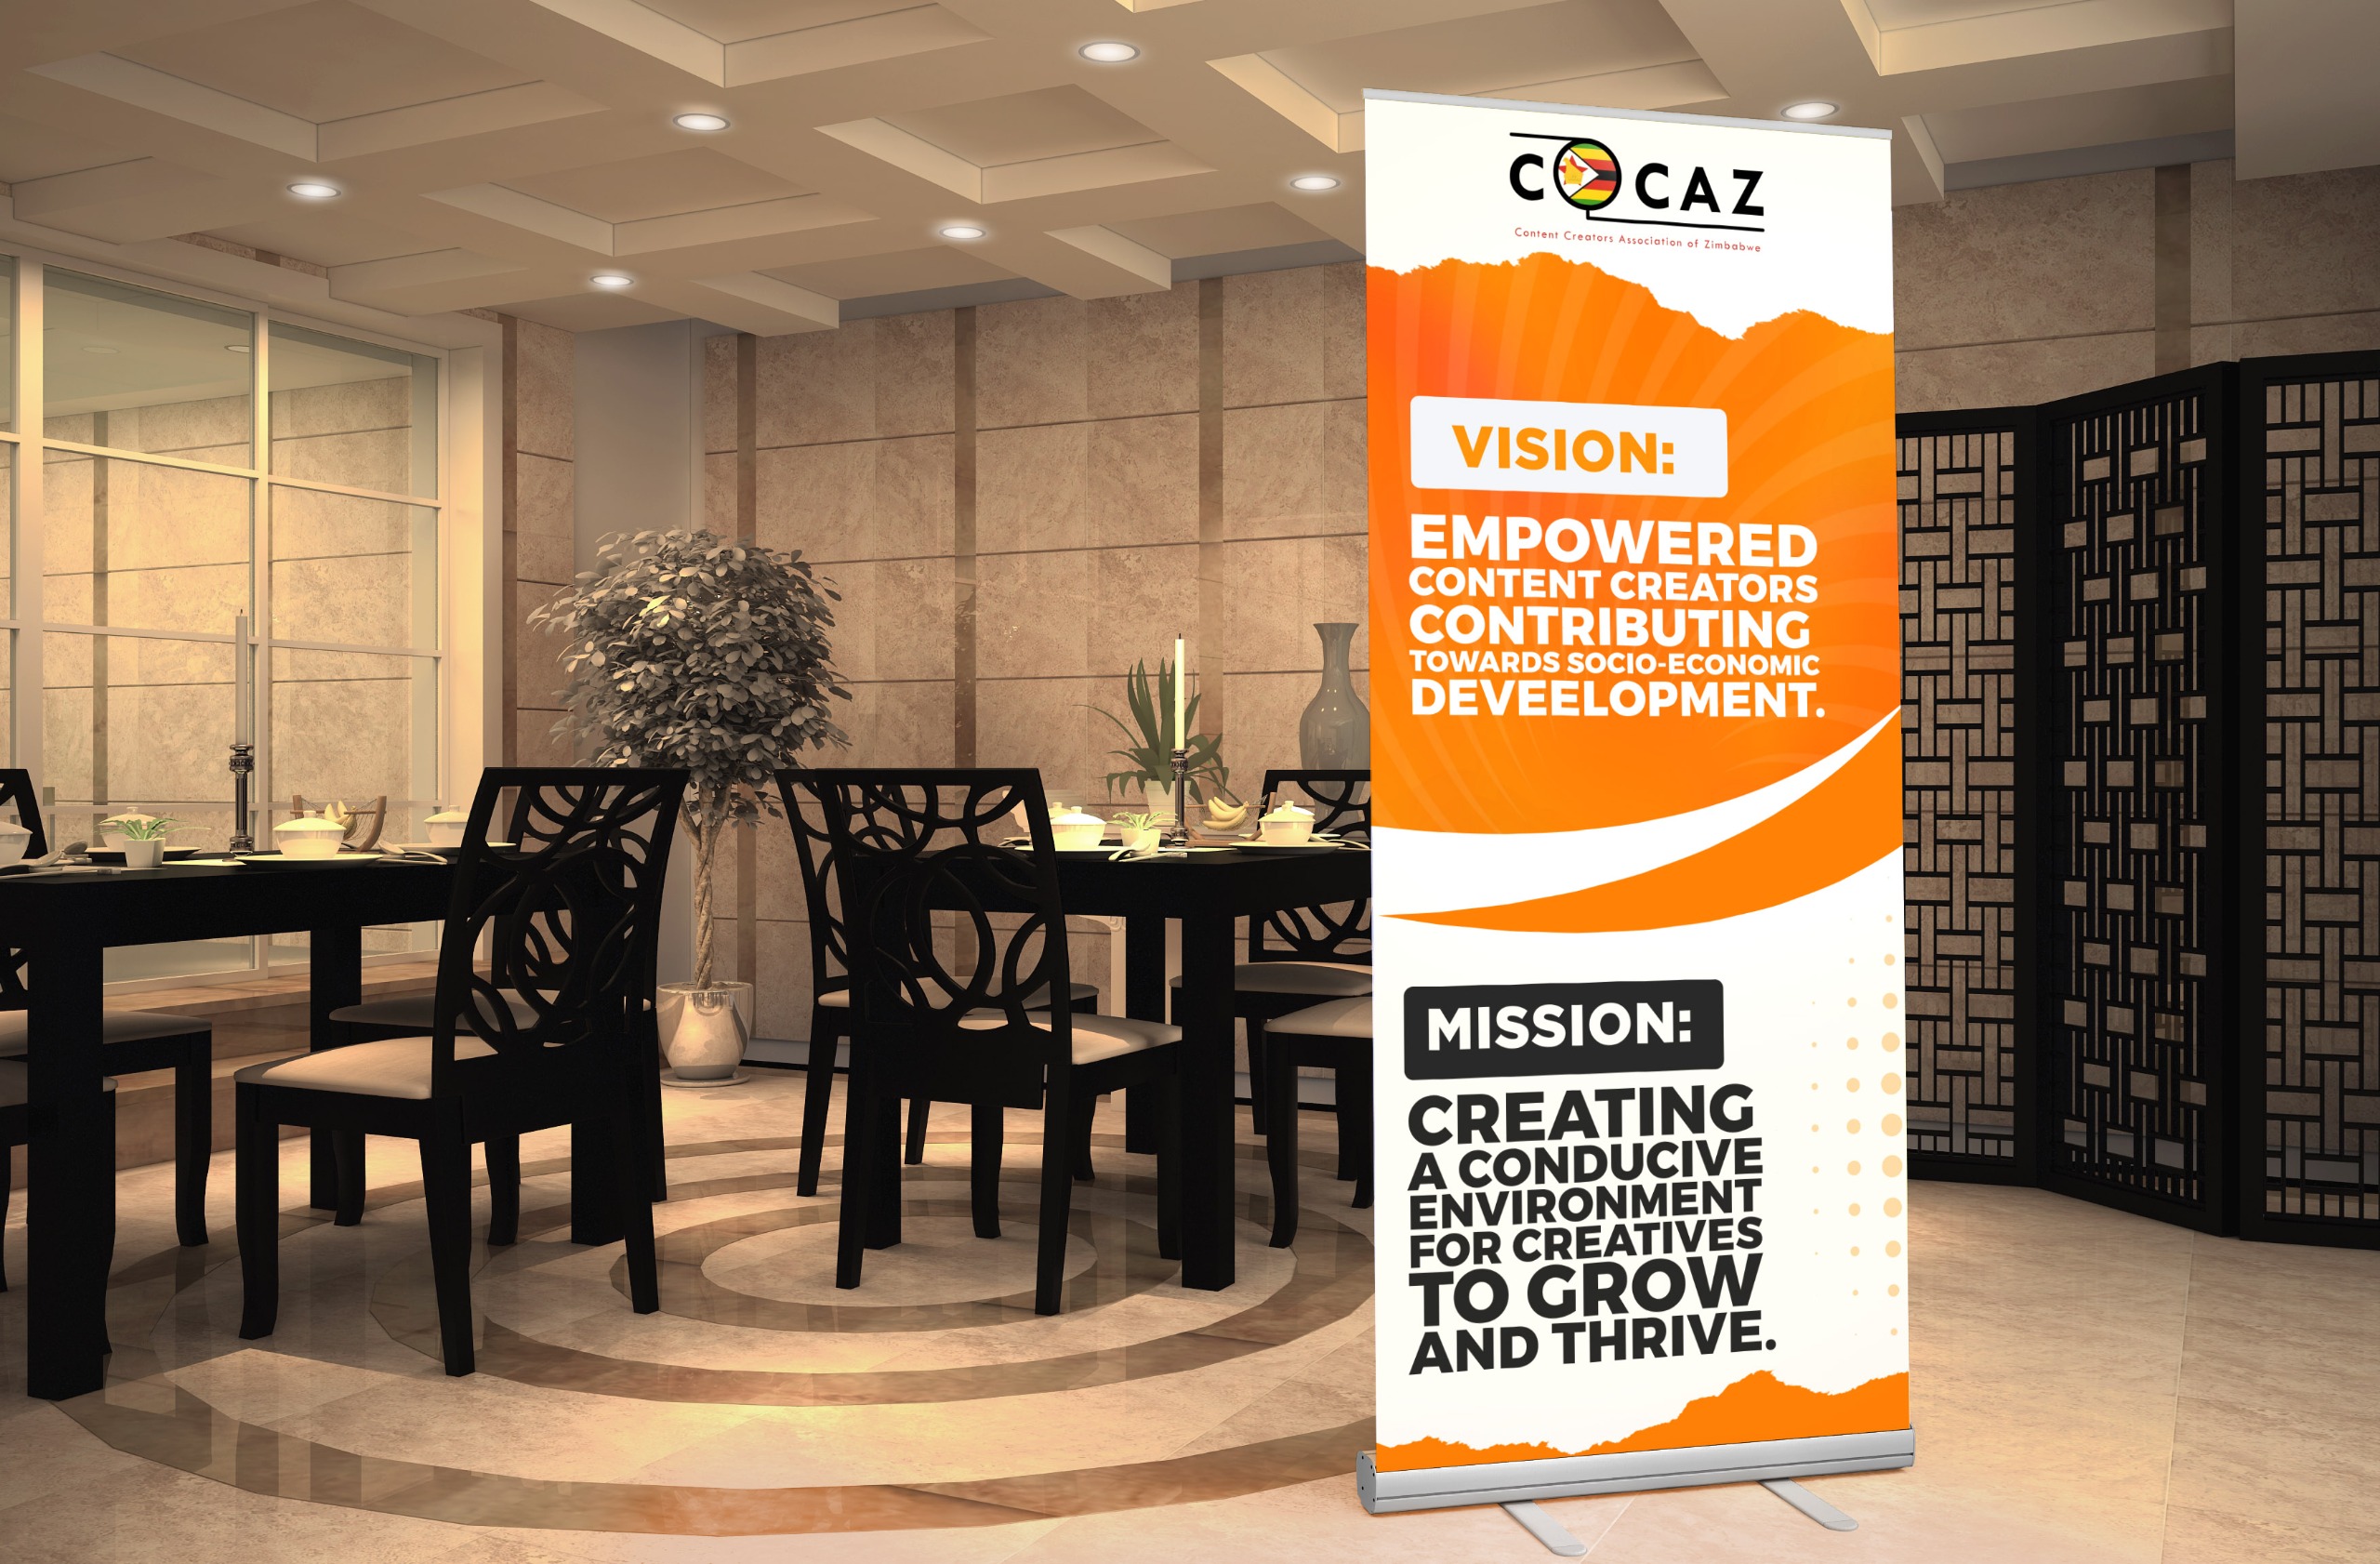 COCAZ
Content Creators Association of Zimbabwe
VISION:
EMPOWERED
CONTENT CREATORS
CONTRIBUTING
TOWARDS SOCIO-ECONOMIC
DEVEELOPMENT.
MISSION:
CREATING
A CONDUCIVE
ENVIRONMENT
FOR CREATIVES
TO GROW
AND THRIVE.